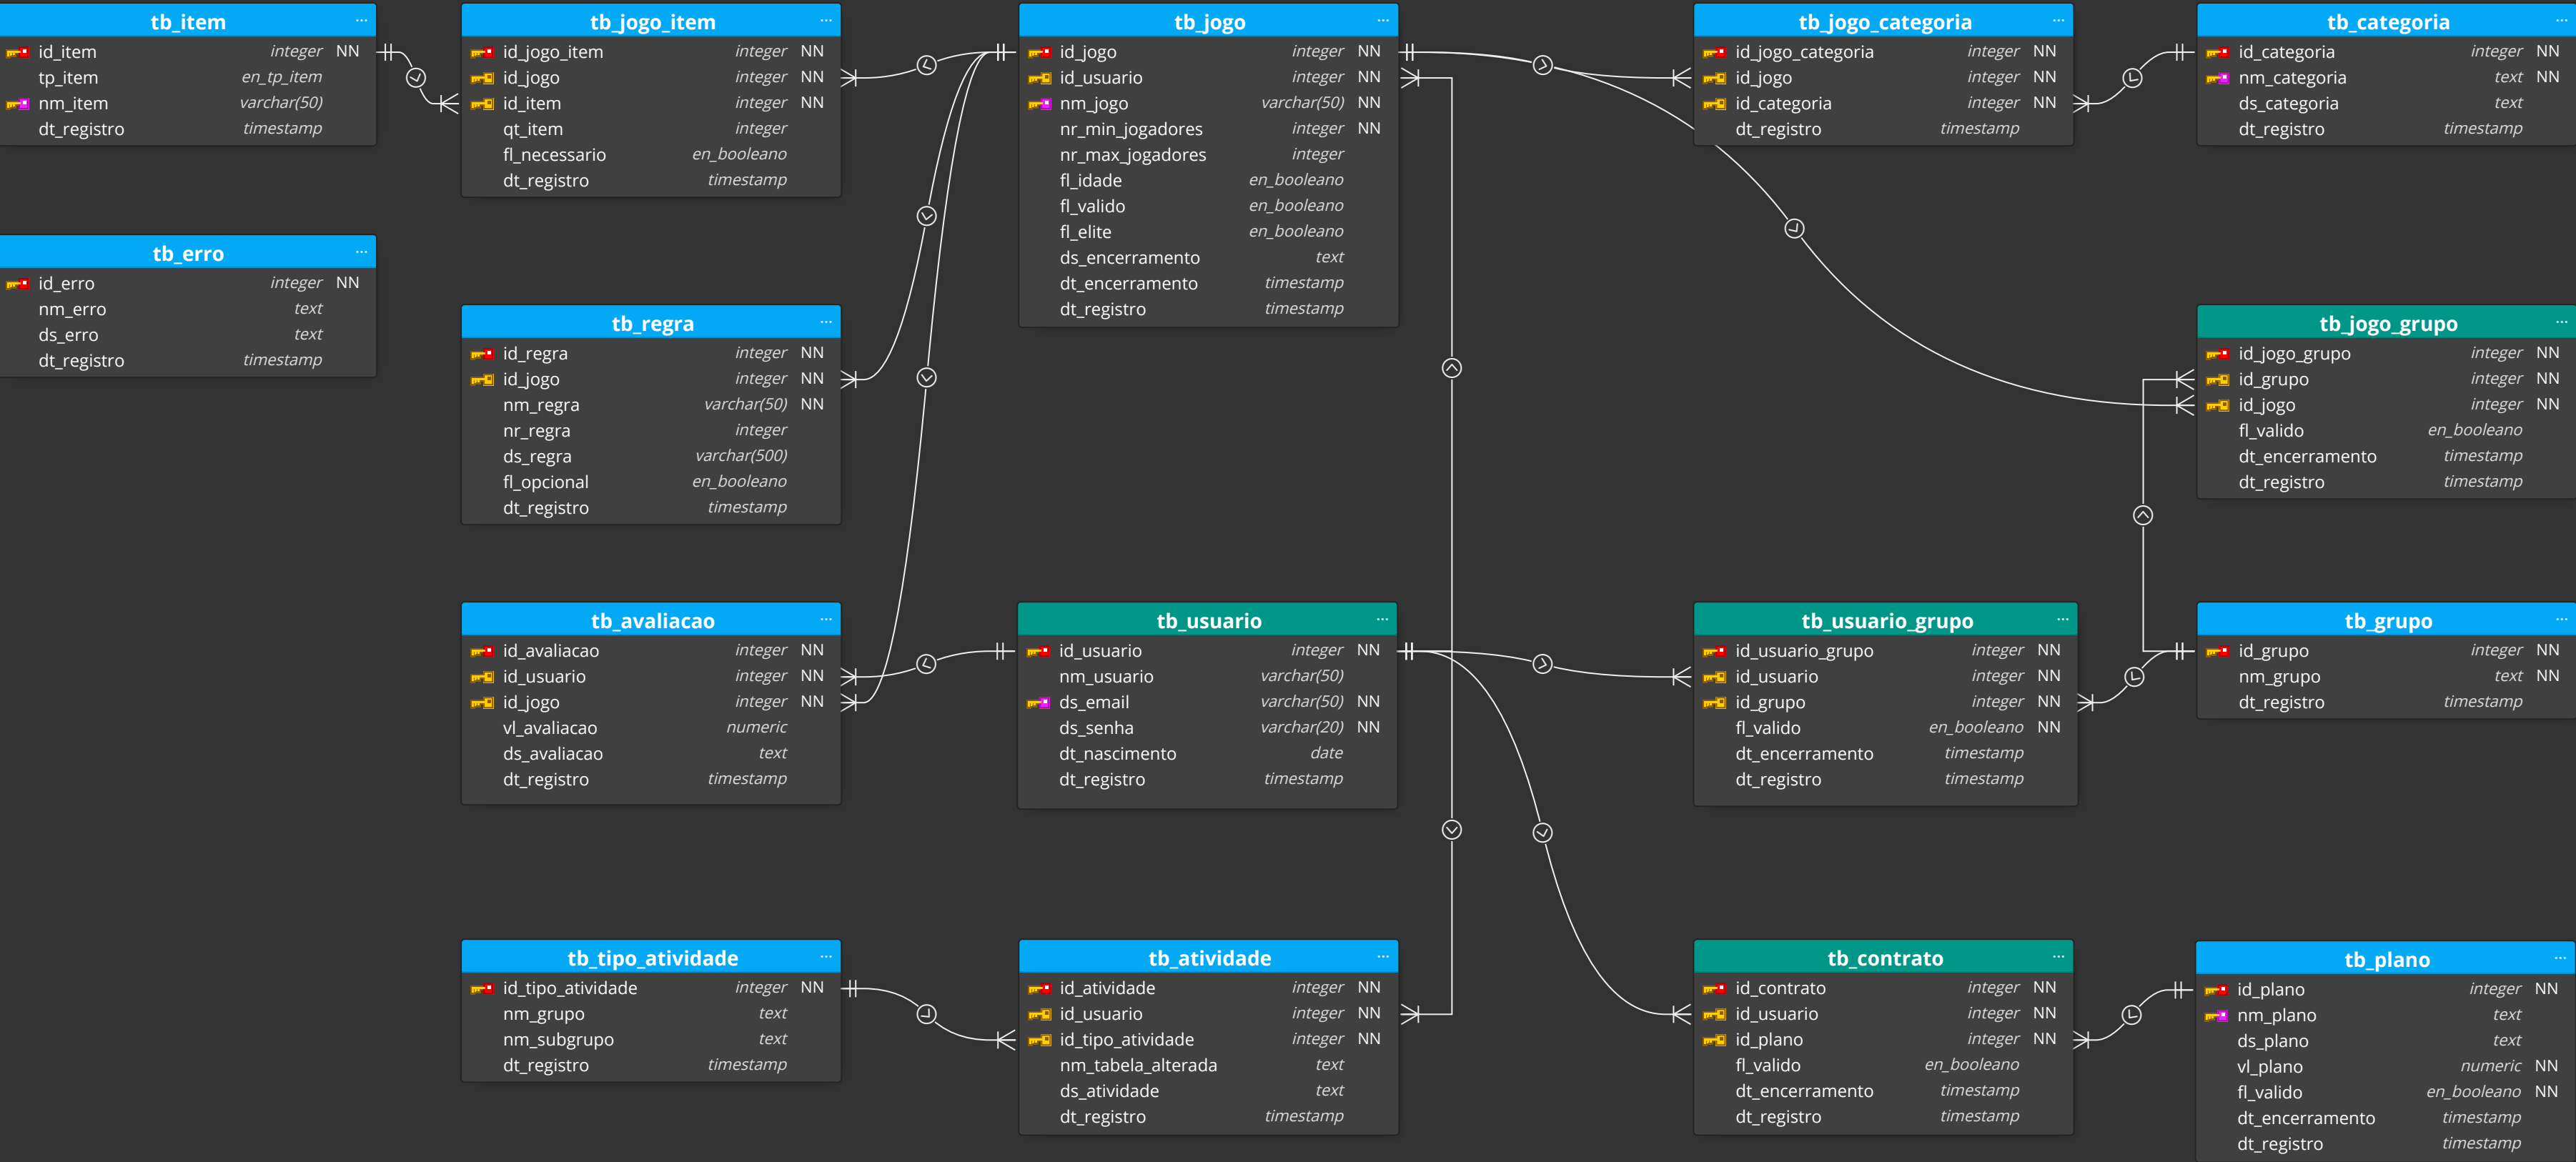 tb_item ...
id_item integer NN
tp_item en_tp_item
nm_item varchar(50)
dt_registro timestamp
tb_erro ...
id_erro integer NN
nm_erro text
ds_erro text
dt_registro timestamp
tb_jogo_item ...
id_jogo_item integer NN
id_jogo integer NN
id_item integer NN
qt_item integer
fl_necessario en_booleano
dt_registro timestamp
tb_regra ...
id_regra integer NN
id_jogo integer NN
nm_regra varchar(50) NN
nr_regra integer
ds_regra varchar(500)
fl_opcional en_booleano
dt_registro timestamp
tb_avaliacao ...
id_avaliacao integer NN
id_usuario integer NN
id_jogo integer NN
vl_avaliacao numeric
ds_avaliacao text
dt_registro timestamp
tb_tipo_atividade ...
id_tipo_atividade integer NN
nm_grupo text
nm_subgrupo text
dt_registro timestamp
tb_jogo ...
id_jogo integer NN
id_usuario integer NN
nm_jogo varchar(50) NN
nr_min_jogadores integer NN
nr_max_jogadores integer
fl_idade en_booleano
fl_valido en_booleano
fl_elite en_booleano
ds_encerramento text
dt_encerramento timestamp
dt_registro timestamp
tb_usuario ...
id_usuario integer NN
nm_usuario varchar(50)
ds_email varchar(50) NN
ds_senha varchar(20) NN
dt_nascimento date
dt_registro timestamp
tb_atividade ...
id_atividade integer NN
id_usuario integer NN
id_tipo_atividade integer NN
nm_tabela_alterada text
ds_atividade text
dt_registro timestamp
tb_jogo_categoria ...
id_jogo_categoria integer NN
id_jogo integer NN
id_categoria integer NN
dt_registro timestamp
tb_usuario_grupo ...
id_usuario_grupo integer NN
id_usuario integer NN
id_grupo integer NN
fl_valido en_booleano NN
dt_encerramento timestamp
dt_registro timestamp
tb_contrato ...
id_contrato integer NN
id_usuario integer NN
id_plano integer NN
fl_valido en_booleano
dt_encerramento timestamp
dt_registro timestamp
tb_categoria ...
id_categoria integer NN
nm_categoria text NN
ds_categoria text
dt_registro timestamp
tb_jogo_grupo ...
id_jogo_grupo integer NN
id_grupo integer NN
id_jogo integer NN
fl_valido en_booleano
dt_encerramento timestamp
dt_registro timestamp
tb_grupo ...
id_grupo integer NN
nm_grupo text NN
dt_registro timestamp
tb_plano ...
id_plano integer NN
nm_plano text
ds_plano text
vl_plano numeric NN
fl_valido en_booleano NN
dt_encerramento timestamp
dt_registro timestamp